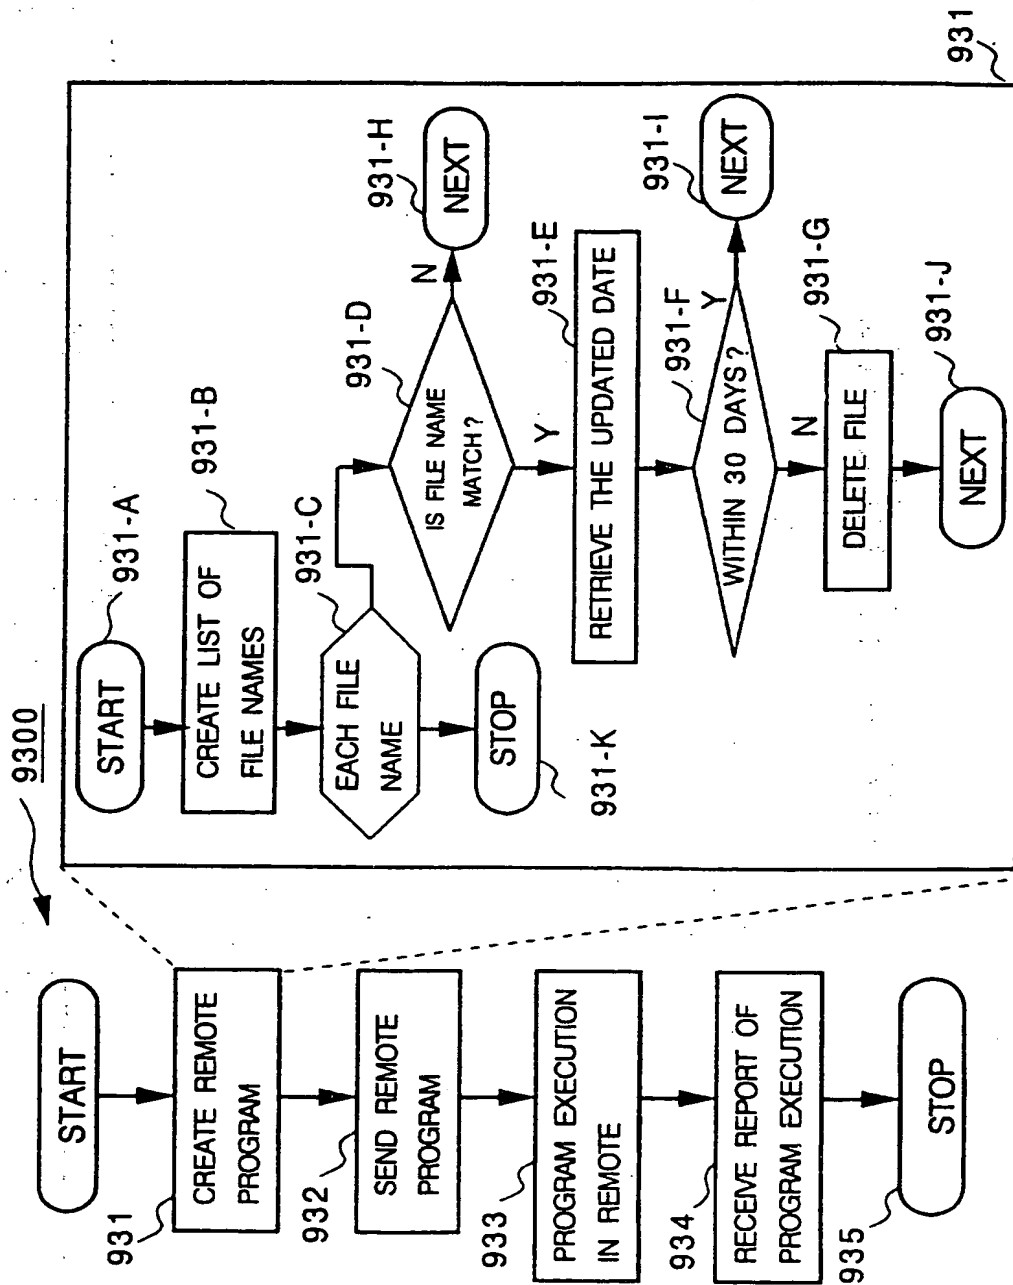 9300
START
931
CREATE REMOTE
PROGRAM
932
SEND REMOTE
PROGRAM
933
PROGRAM EXECUTION
IN REMOTE
934
RECEIVE REPORT OF
PROGRAM EXECUTION
935
STOP
931
START
931-A
CREATE LIST OF
FILE NAMES
931-B
EACH FILE
NAME
931-C
STOP
931-K
IS FILE NAME
MATCH?
931-D
N
NEXT
931-H
Y
RETRIEVE THE UPDATED DATE
931-E
WITHIN 30 DAYS?
931-F
Y
NEXT
931-I
N
DELETE FILE
931-G
NEXT
931-J